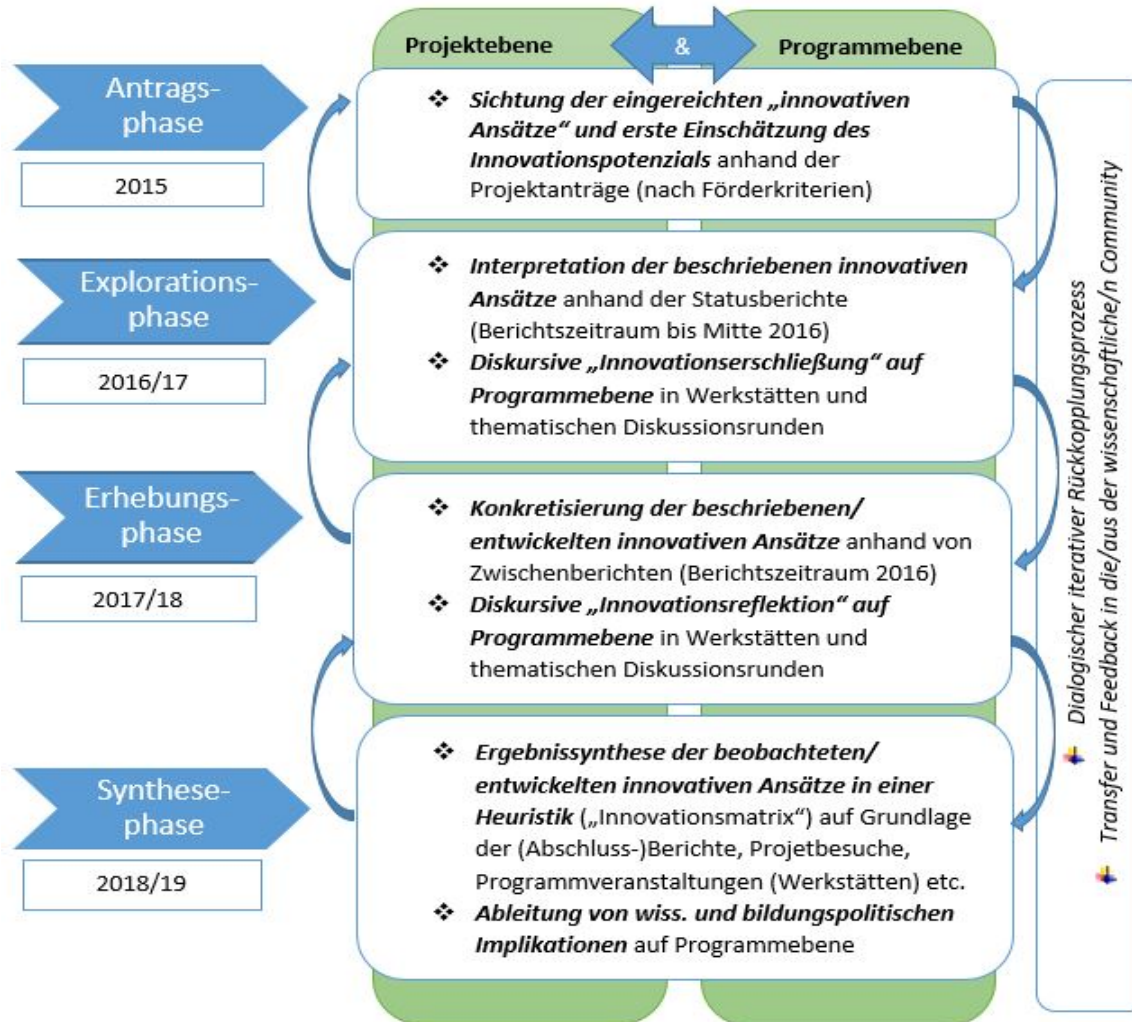 Projektebene
&
Programmebene
Antrags-
phase
2015
❖ Sichtung der eingereichten „innovativen
Ansätze“ und erste Einschätzung des
Innovationspotenzials anhand der
Projektanträge (nach Förderkriterien)
Explorations-
phase
2016/17
❖ Interpretation der beschriebenen innovativen
Ansätze anhand der Statusberichte
(Berichtszeitraum bis Mitte 2016)
❖ Diskursive „Innovationserschließung“ auf
Programmebene in Werkstätten und
thematischen Diskussionsrunden
Erhebungs-
phase
2017/18
❖ Konkretisierung der beschriebenen/
entwickelten innovativen Ansätze anhand von
Zwischenberichten (Berichtszeitraum 2016)
❖ Diskursive „Innovationsreflektion“ auf
Programmebene in Werkstätten und
thematischen Diskussionsrunden
Synthese-
phase
2018/19
❖ Ergebnissynthese der beobachteten/
entwickelten innovativen Ansätze in einer
Heuristik („Innovationsmatrix“) auf Grundlage
der (Abschluss-)Berichte, Projetbesuche,
Programmveranstaltungen (Werkstätten) etc.
❖ Ableitung von wiss. und bildungspolitischen
Implikationen auf Programmebene
Dialogischer iterativer Rückkopplungsprozess
Transfer und Feedback in die/aus der wissenschaftliche/n Community